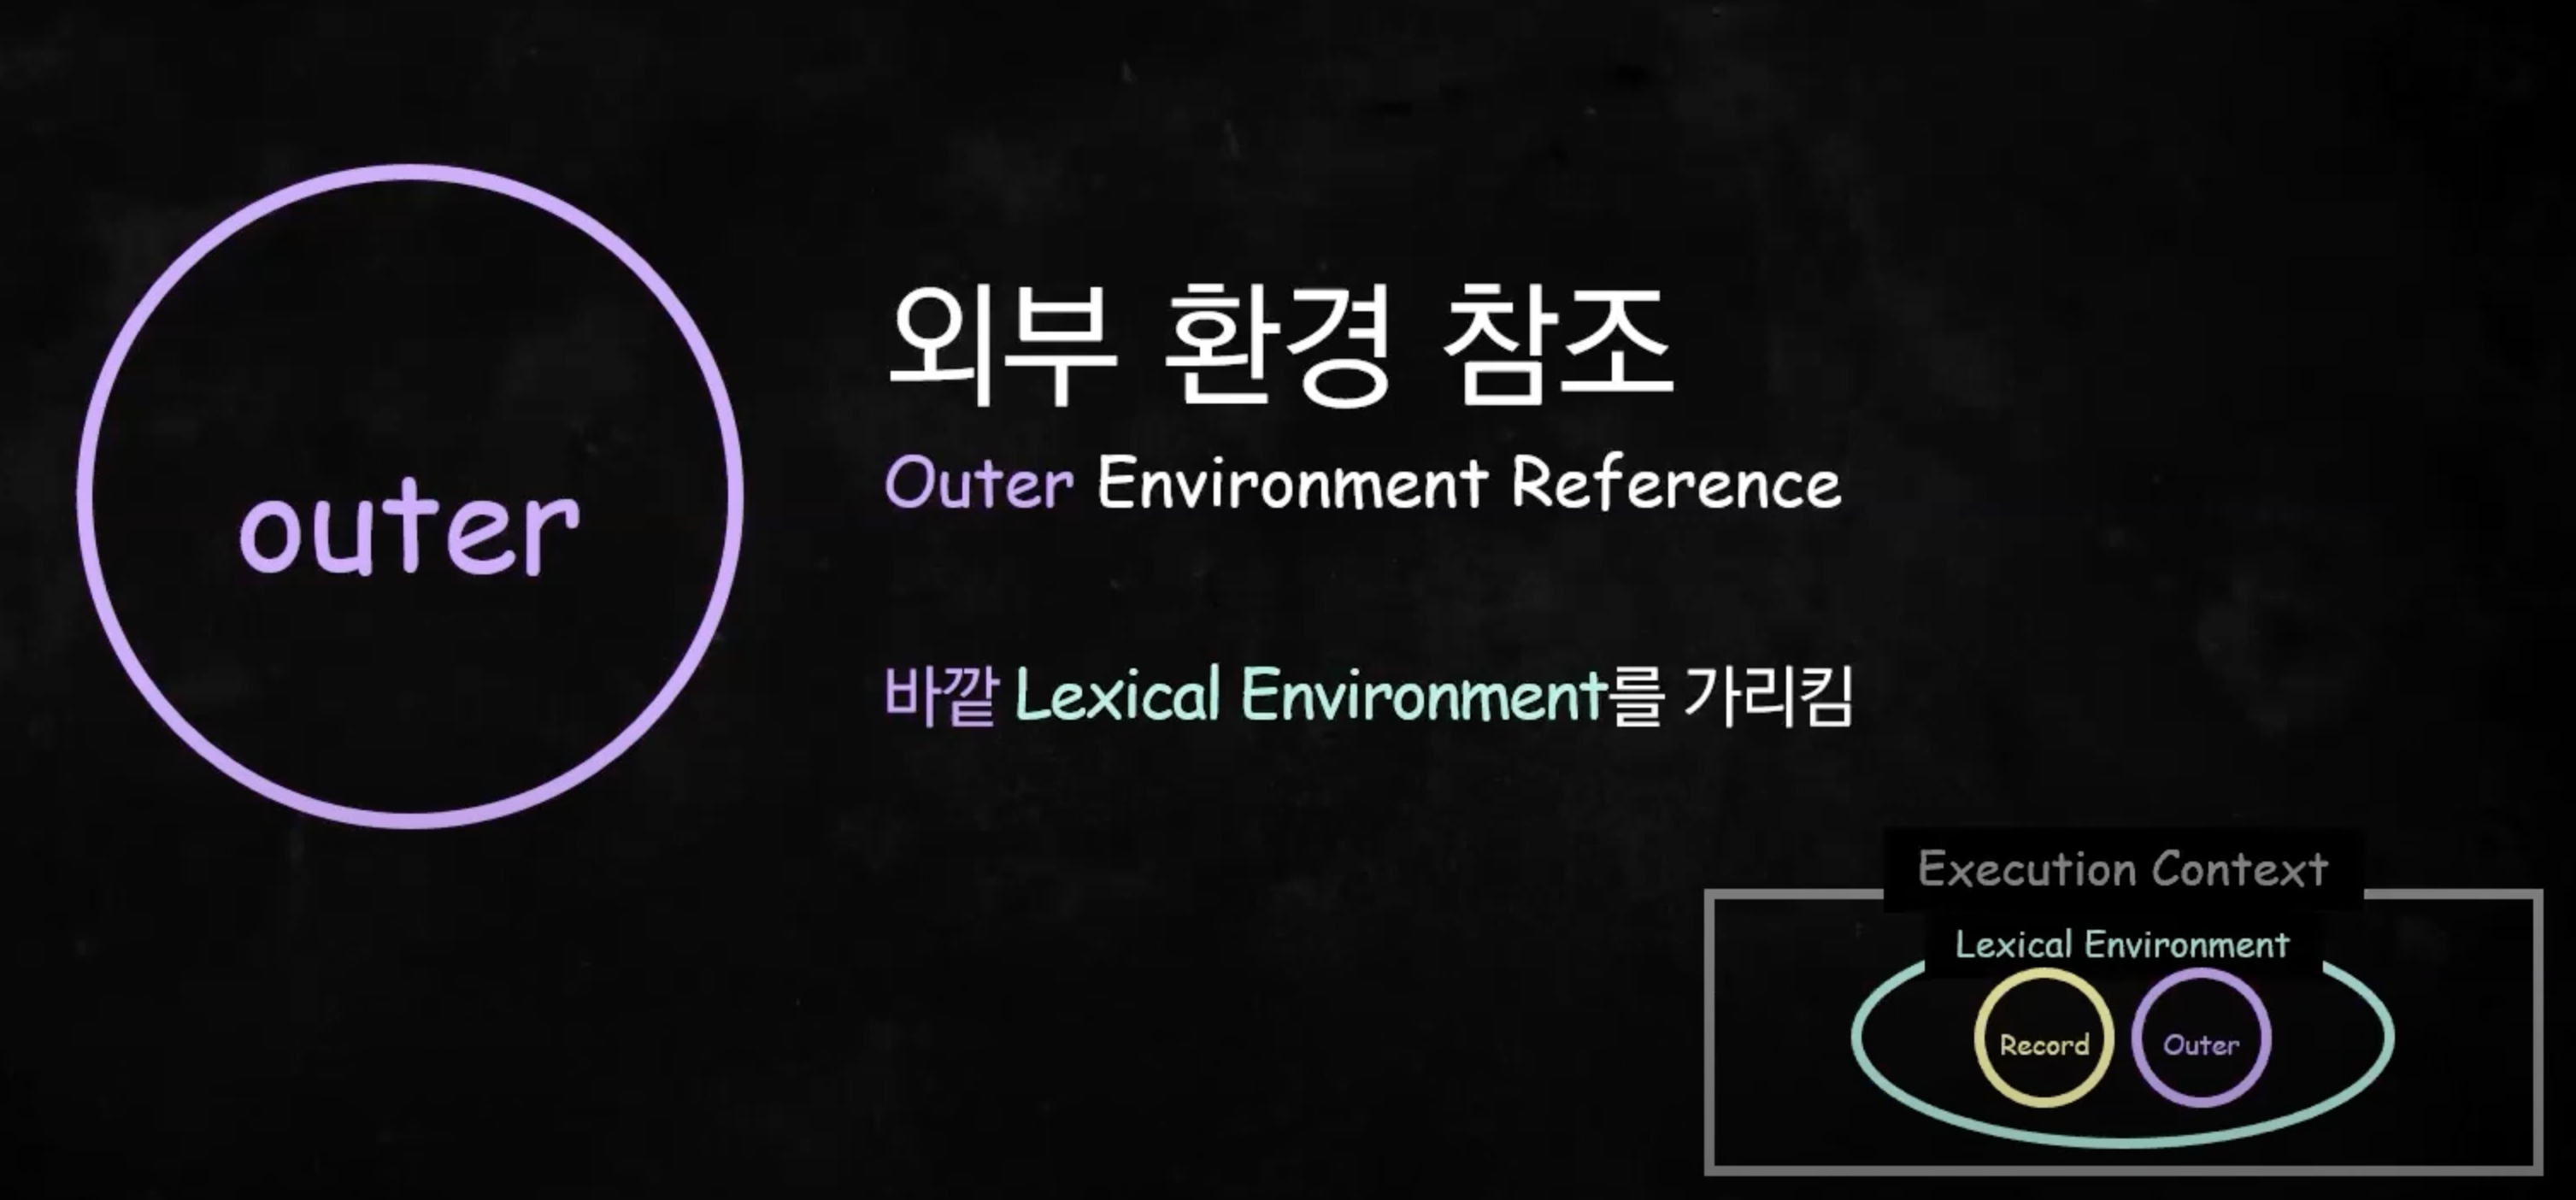 outer
외부 환경 참조
Outer Environment Reference
바깥 Lexical Environment를 가리킴
Execution Context
Lexical Environment
Record
Outer